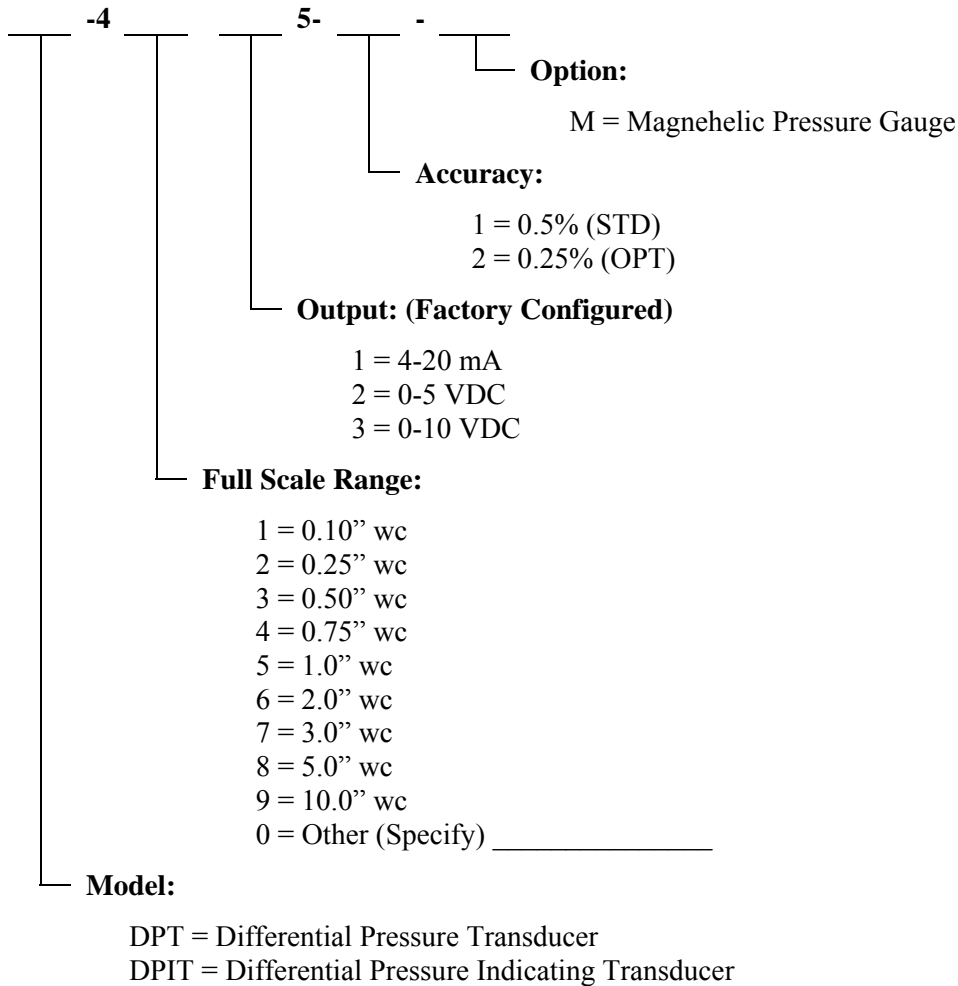 -4 5- -
Option:
M = Magnehelic Pressure Gauge
Accuracy:
1 = 0.5% (STD)
2 = 0.25% (OPT)
Output: (Factory Configured)
1 = 4-20 mA
2 = 0-5 VDC
3 = 0-10 VDC
Full Scale Range:
1 = 0.10” wc
2 = 0.25” wc
3 = 0.50” wc
4 = 0.75” wc
5 = 1.0” wc
6 = 2.0” wc
7 = 3.0” wc
8 = 5.0” wc
9 = 10.0” wc
0 = Other (Specify) _______________
Model:
DPT = Differential Pressure Transducer
DPIT = Differential Pressure Indicating Transducer